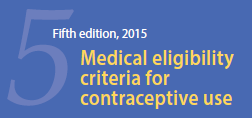 5
Fifth edition, 2015
Medical eligibility
criteria for
contraceptive use